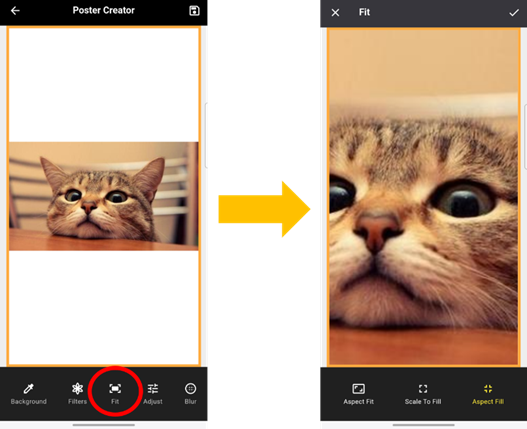 Poster Creator
Background
Filters
Fit
Adjust
Blur
Fit
Aspect Fit
Scale To Fill
Aspect Fill